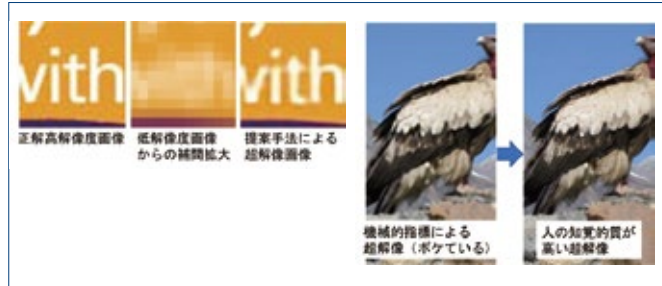 with
正解高解像度画像
with
低解像度画像
からの補間拡大
with
提案手法による
超解像画像
機械的指標による
超解像（ボケている）
人の知覚的質が
高い超解像